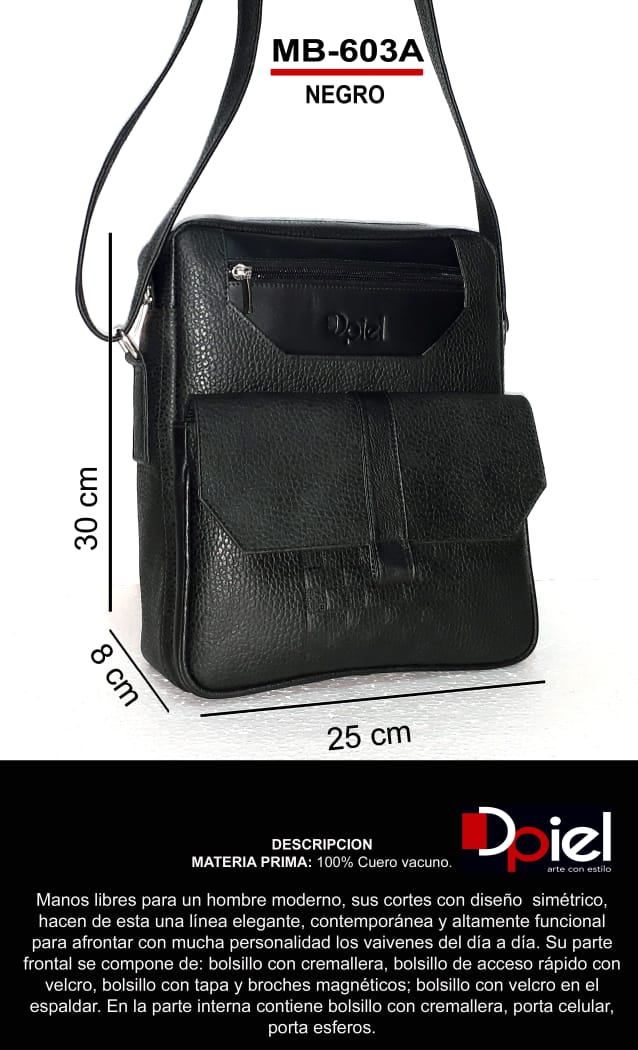 MB-603A
NEGRO
Dpiel
30 cm
8 cm
25 cm
Dpiel
arte con estilo
DESCRIPCION
MATERIA PRIMA: 100% Cuero vacuno.
Manos libres para un hombre moderno, sus cortes con diseño simétrico,
hacen de esta una línea elegante, contemporánea y altamente funcional
para afrontar con mucha personalidad los vaivenes del día a día. Su parte
frontal se compone de: bolsillo con cremallera, bolsillo de acceso rápido con
velcro, bolsillo con tapa y broches magnéticos; bolsillo con velcro en el
espaldar. En la parte interna contiene bolsillo con cremallera, porta celular,
porta esferos.